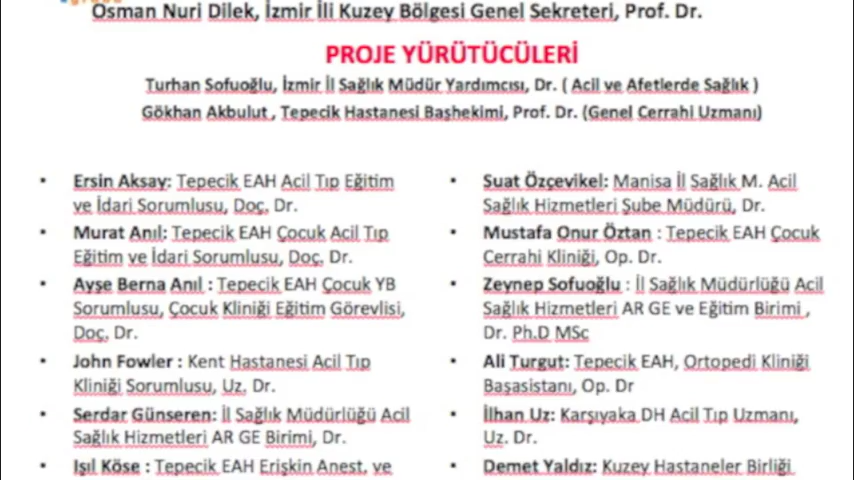 Osman Nuri Dilek, İzmir İli Kuzey Bölgesi Genel Sekreteri, Prof. Dr.
PROJE YÜRÜTÜCÜLERİ
Turhan Sofuoğlu, İzmir İl Sağlık Müdür Yardımcısı, Dr. ( Acil ve Afetlerde Sağlık )
Gökhan Akbulut , Tepecik Hastanesi Başhekimi, Prof. Dr. (Genel Cerrahi Uzmanı)
▪ Ersin Aksay: Tepecik EAH Acil Tıp Eğitim
ve İdari Sorumlusu, Doç. Dr.
▪ Murat Anıl: Tepecik EAH Çocuk Acil Tıp
Eğitim ve İdari Sorumlusu, Doç. Dr.
▪ Ayşe Berna Anıl : Tepecik EAH Çocuk YB
Sorumlusu, Çocuk Kliniği Eğitim Görevlisi,
Doç. Dr.
▪ John Fowler : Kent Hastanesi Acil Tıp
Kliniği Sorumlusu, Uz. Dr.
▪ Serdar Günseren: İl Sağlık Müdürlüğü Acil
Sağlık Hizmetleri AR GE Birimi, Dr.
▪ Işıl Köse : Tepecik EAH Erişkin Anest. ve
▪ Suat Özçevikel: Manisa İl Sağlık M. Acil
Sağlık Hizmetleri Şube Müdürü, Dr.
▪ Mustafa Onur Öztan : Tepecik EAH Çocuk
Cerrahi Kliniği, Op. Dr.
▪ Zeynep Sofuoğlu : İl Sağlık Müdürlüğü Acil
Sağlık Hizmetleri AR GE ve Eğitim Birimi ,
Dr. Ph.D MSc
▪ Ali Turgut: Tepecik EAH, Ortopedi Kliniği
Başasistanı, Op. Dr
▪ İlhan Uz: Karşıyaka DH Acil Tıp Uzmanı,
Uz. Dr.
▪ Demet Yaldız: Kuzey Hastaneler Birliği